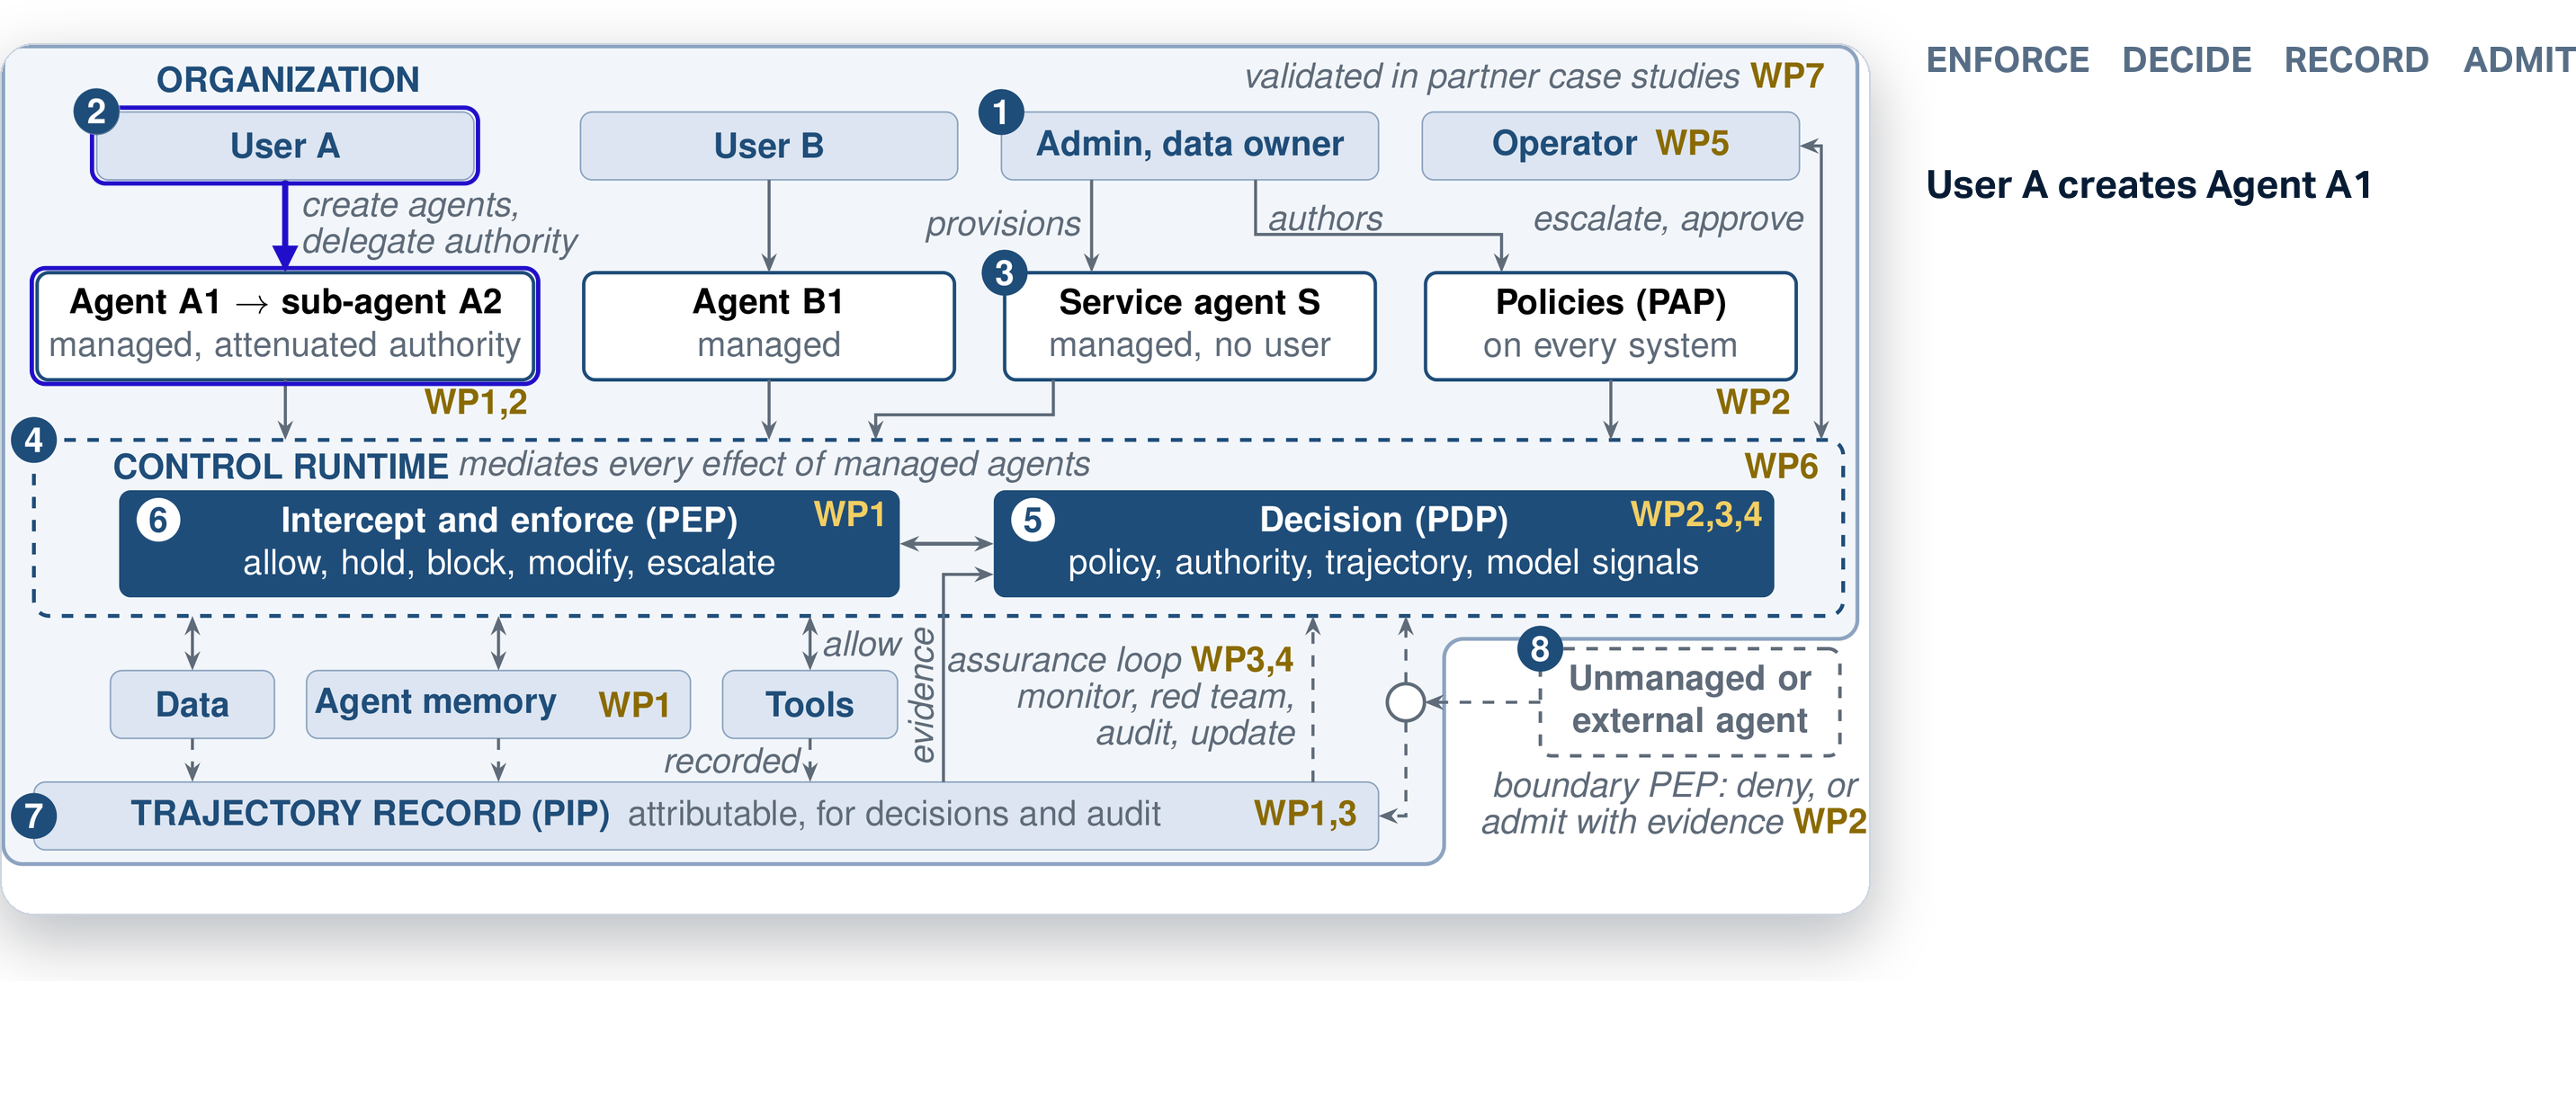 ORGANIZATION
validated in partner case studies WP7
2
User A
User B
1
Admin, data owner
Operator WP5
create agents,
delegate authority
provisions
authors
escalate, approve
Agent A1 → sub-agent A2
managed, attenuated authority
Agent B1
managed
3
Service agent S
managed, no user
Policies (PAP)
on every system
WP1,2
WP2
4
CONTROL RUNTIME mediates every effect of managed agents
WP6
6
Intercept and enforce (PEP)
WP1
allow, hold, block, modify, escalate
5
Decision (PDP)
WP2,3,4
policy, authority, trajectory, model signals
allow
evidence
assurance loop WP3,4
monitor, red team,
audit, update
8
Unmanaged or
external agent
Data
Agent memory WP1
Tools
recorded
boundary PEP: deny, or
admit with evidence WP2
7
TRAJECTORY RECORD (PIP) attributable, for decisions and audit
WP1,3
ENFORCE DECIDE RECORD ADMIT
User A creates Agent A1